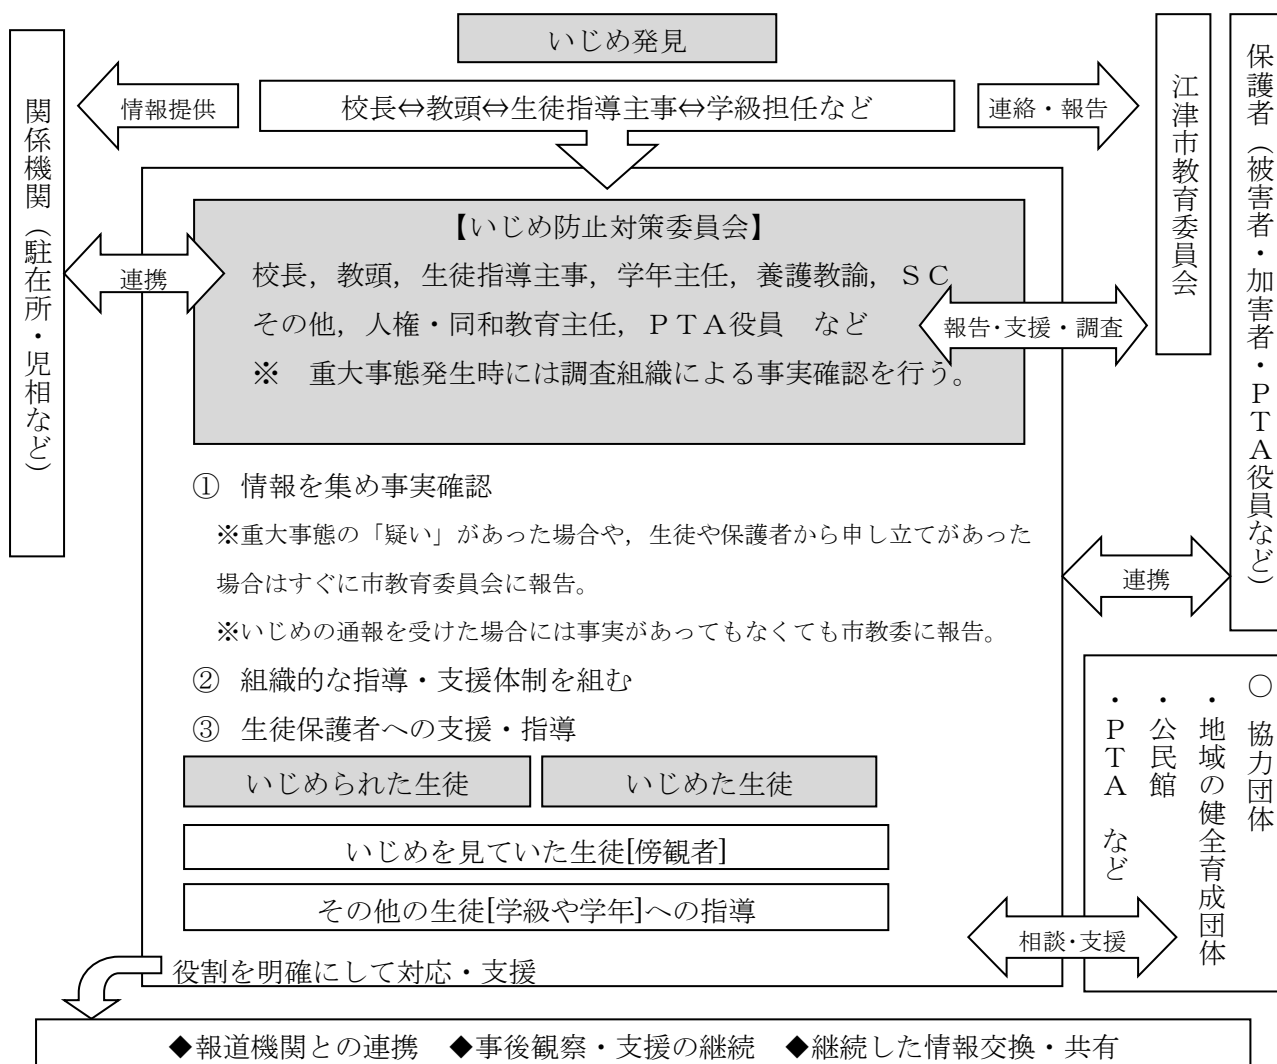 いじめ発見
校長⇔教頭⇔生徒指導主事⇔学級担任など
情報提供
連絡・報告
関係機関（駐在所・児相など）
江津市教育委員会
保護者（被害者・加害者・ＰＴＡ役員など）
【いじめ防止対策委員会】
校長，教頭，生徒指導主事，学年主任，養護教諭，ＳＣ
その他，人権・同和教育主任，ＰＴＡ役員　など
※　重大事態発生時には調査組織による事実確認を行う。
連携
報告・支援・調査
①　情報を集め事実確認
※重大事態の「疑い」があった場合や，生徒や保護者から申し立てがあった
場合はすぐに市教育委員会に報告。
※いじめの通報を受けた場合には事実があってもなくても市教委に報告。
連携
②　組織的な指導・支援体制を組む
③　生徒保護者への支援・指導
いじめられた生徒
いじめた生徒
いじめを見ていた生徒[傍観者]
その他の生徒[学級や学年]への指導
○　協力団体
・地域の健全育成団体
・公民館
・ＰＴＡ　など
相談・支援
役割を明確にして対応・支援
◆報道機関との連携　◆事後観察・支援の継続　◆継続した情報交換・共有